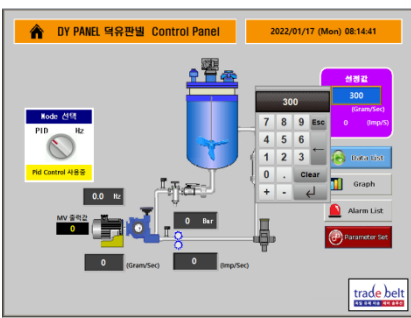 DY PANEL 덕유판넬 Control Panel
2022/01/17 (Mon) 08:14:41
설정값
300
(Gram/Sec)
0 (Imp/S)
Mode 선택
PID Hz
Pid Control 사용중
300
7 8 9 Esc
4 5 6
1 2 3 ←
0 . Clear
+ -
Data List
Graph
Alarm List
Parameter Set
0.0 Hz
MV 출력값
0
0 Bar
0 (Gram/Sec)
0 (Imp/Sec)
trade belt